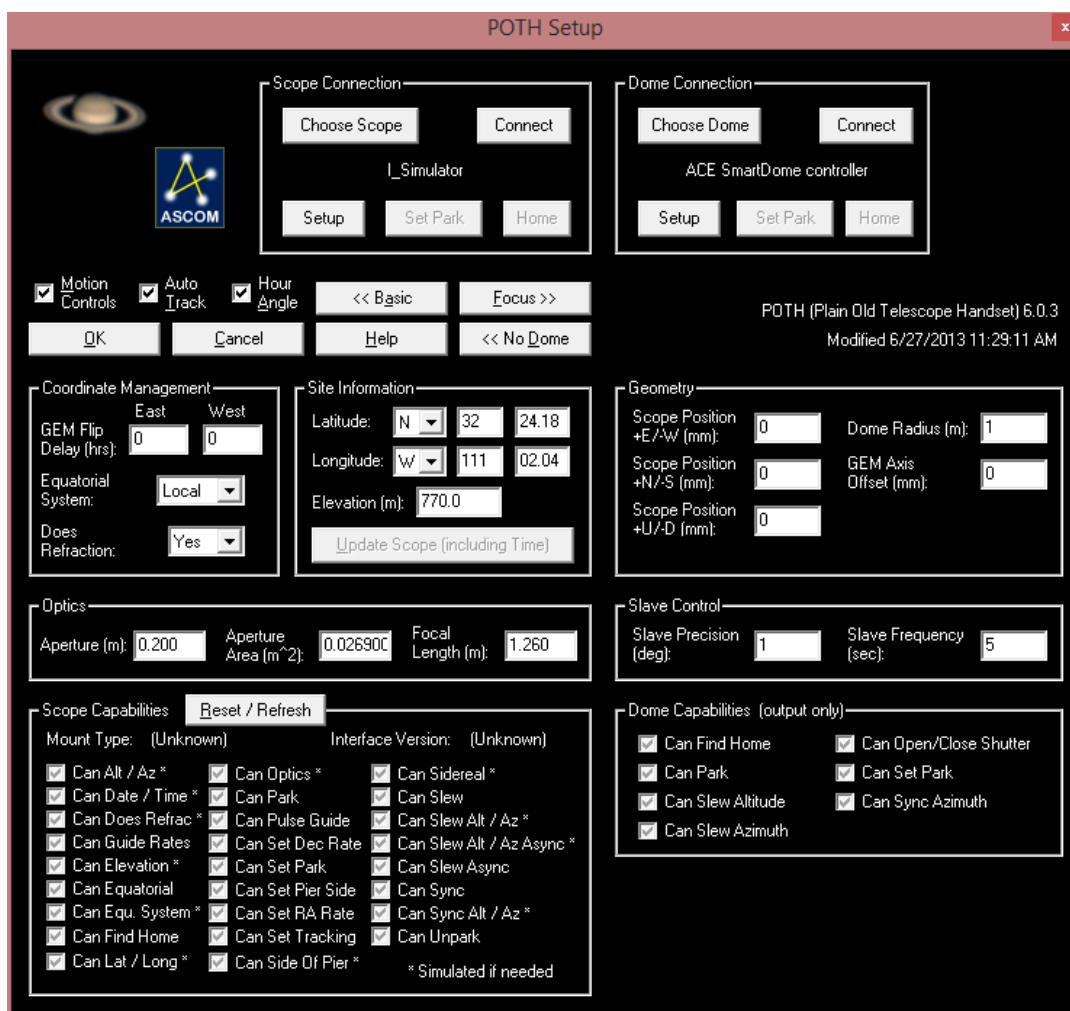 POTH Setup
x
Scope Connection
Choose Scope Connect
I_Simulator
Setup Set Park Home
Dome Connection
Choose Dome Connect
ACE SmartDome controller
Setup Set Park Home
ASCOM
Motion Controls
Auto Track
Hour Angle
<< Basic Focus >>
OK Cancel Help << No Dome
POTH (Plain Old Telescope Handset) 6.0.3
Modified 6/27/2013 11:29:11 AM
Coordinate Management
East West
GEM Flip
Delay (hrs): 0 0
Equatorial
System: Local
Does
Refraction: Yes
Site Information
Latitude: N 32 24.18
Longitude: W 111 02.04
Elevation (m): 770.0
Update Scope (including Time)
Geometry
Scope Position
+E/-W (mm): 0
Dome Radius (m): 1
Scope Position
+N/-S (mm): 0
GEM Axis
Offset (mm): 0
Scope Position
+U/-D (mm): 0
Optics
Aperture (m): 0.200
Aperture
Area (m^2): 0.02690
Focal
Length (m): 1.260
Slave Control
Slave Precision
(deg): 1
Slave Frequency
(sec): 5
Scope Capabilities Reset / Refresh
Mount Type: (Unknown) Interface Version: (Unknown)
Can Alt / Az * Can Optics * Can Sidereal *
Can Date / Time * Can Park Can Slew
Can Does Refrac * Can Pulse Guide Can Slew Alt / Az *
Can Guide Rates Can Set Dec Rate Can Slew Alt / Az Async *
Can Elevation * Can Set Park Can Slew Async
Can Equatorial Can Set Pier Side Can Sync
Can Equ. System * Can Set RA Rate Can Sync Alt / Az *
Can Find Home Can Set Tracking Can Unpark
Can Lat / Long * Can Side Of Pier * * Simulated if needed
Dome Capabilities (output only)
Can Find Home Can Open/Close Shutter
Can Park Can Set Park
Can Slew Altitude Can Sync Azimuth
Can Slew Azimuth